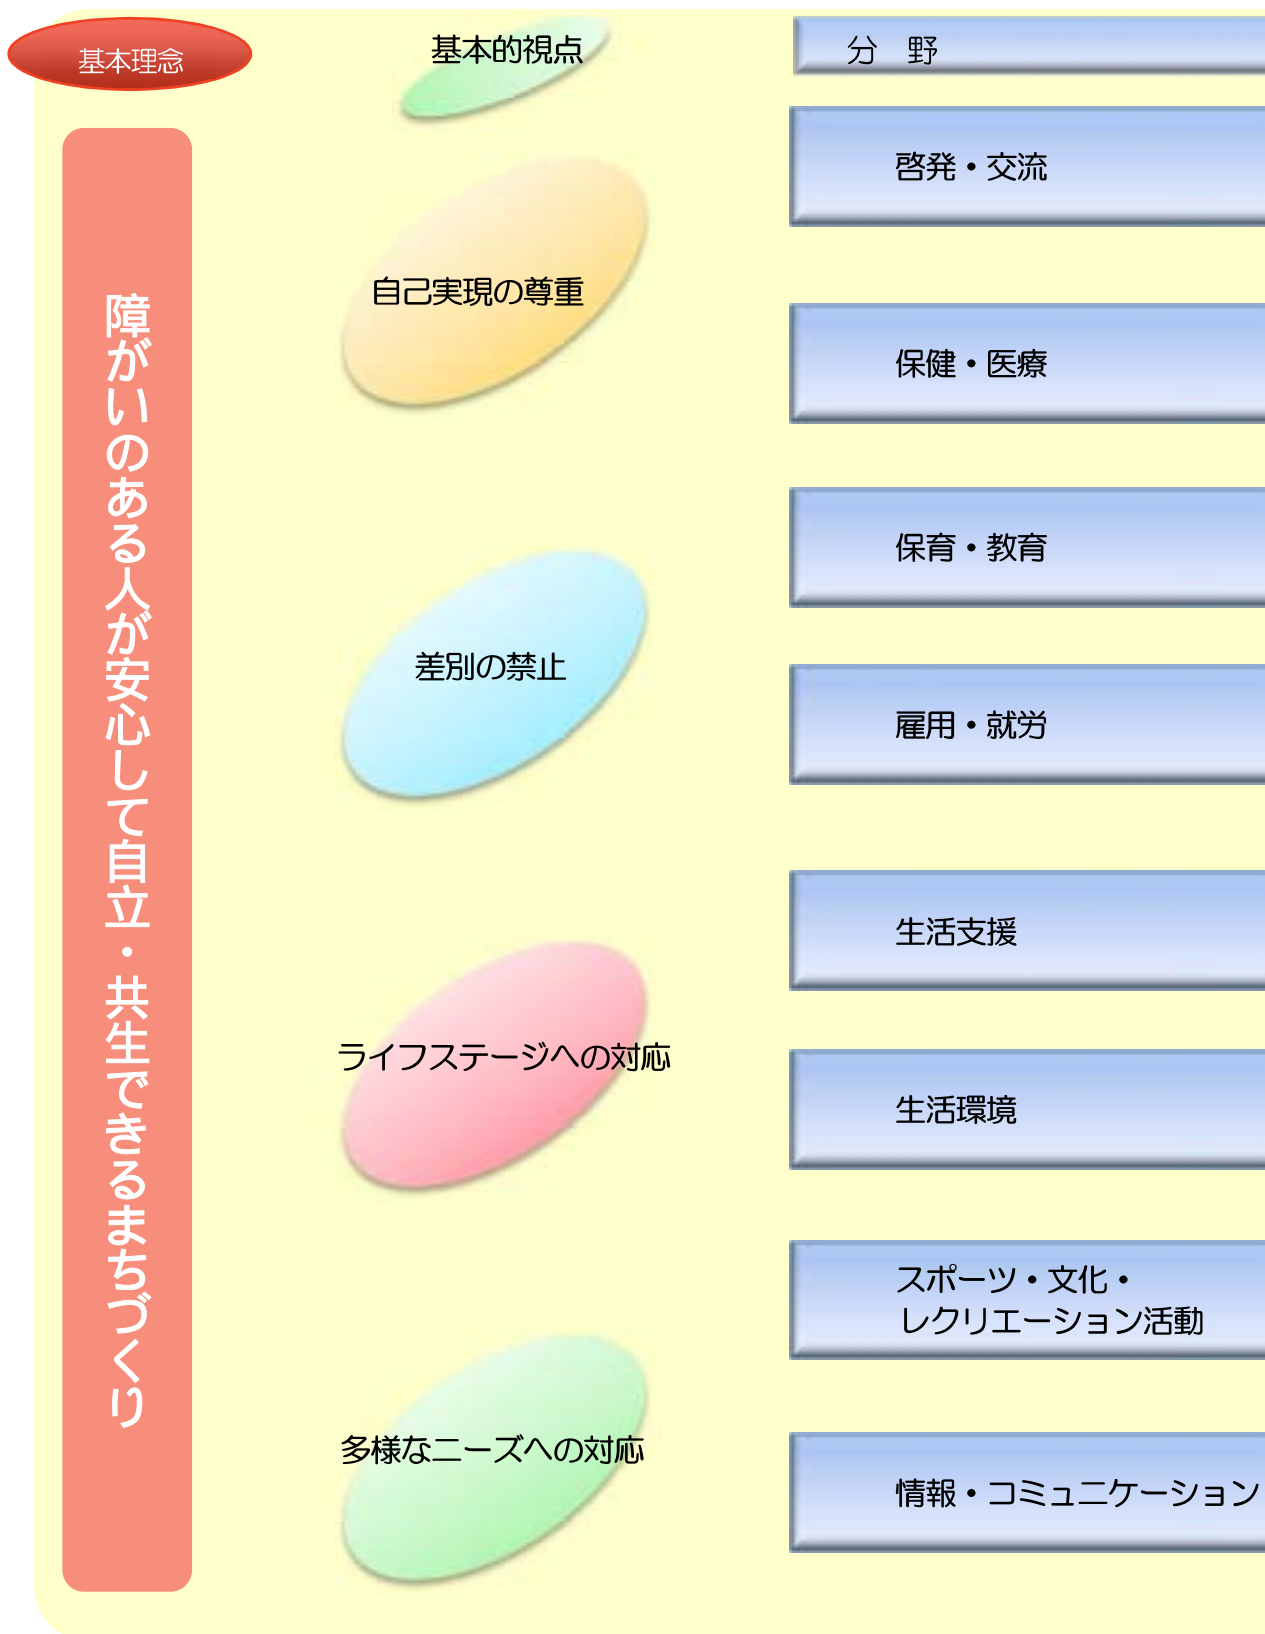 基本理念
基本的視点
分　野
障がいのある人が安心して自立・共生できるまちづくり
自己実現の尊重
差別の禁止
ライフステージへの対応
多様なニーズへの対応
啓発・交流
保健・医療
保育・教育
雇用・就労
生活支援
生活環境
スポーツ・文化・
レクリエーション活動
情報・コミュニケーション